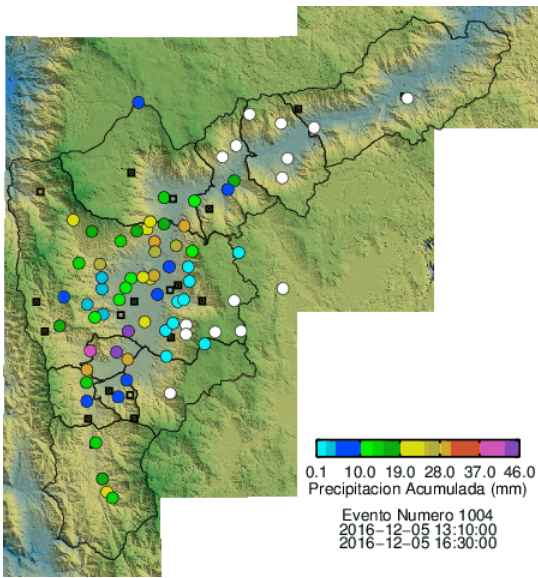 0.1 10.0 19.0 28.0 37.0 46.0
Precipitacion Acumulada (mm)
Evento Numero 1004
2016-12-05 13:10:00
2016-12-05 16:30:00